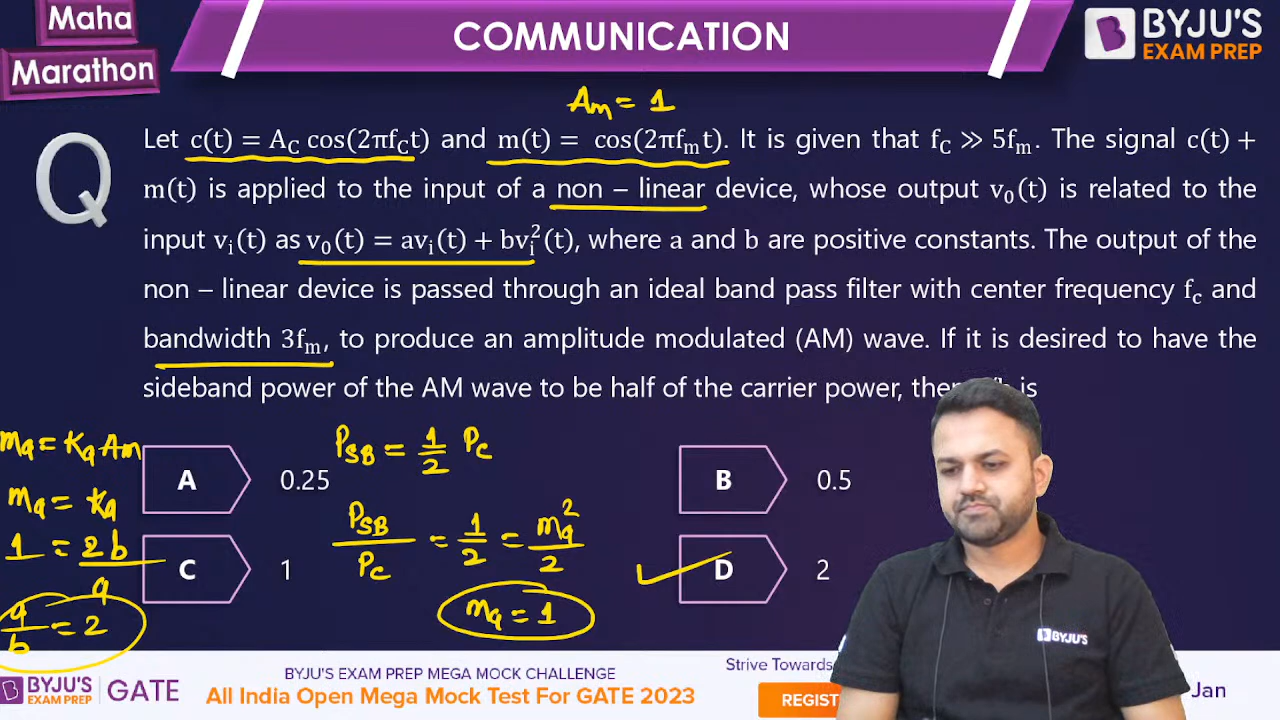 Maha
Marathon
COMMUNICATION
BYJU'S
EXAM PREP
Am = 1
Q
Let c(t) = A_C cos(2πf_Ct) and m(t) = cos(2πf_mt). It is given that f_C ≫ 5f_m. The signal c(t) +
m(t) is applied to the input of a non – linear device, whose output v_0(t) is related to the
input v_i(t) as v_0(t) = av_i(t) + bv_i^2(t), where a and b are positive constants. The output of the
non – linear device is passed through an ideal band pass filter with center frequency f_c and
bandwidth 3f_m, to produce an amplitude modulated (AM) wave. If it is desired to have the
sideband power of the AM wave to be half of the carrier power, is
ma = Ka Am
ma = Ka
1 = 2b/a
a/b = 2
P_SB = 1/2 P_C
P_SB/P_C = 1/2 = ma^2/2
ma = 1
A 0.25
B 0.5
C 1
D 2
BYJU'S
BYJU'S EXAM PREP MEGA MOCK CHALLENGE
All India Open Mega Mock Test For GATE 2023
BYJU'S
EXAM PREP
GATE
Strive Towards
Jan